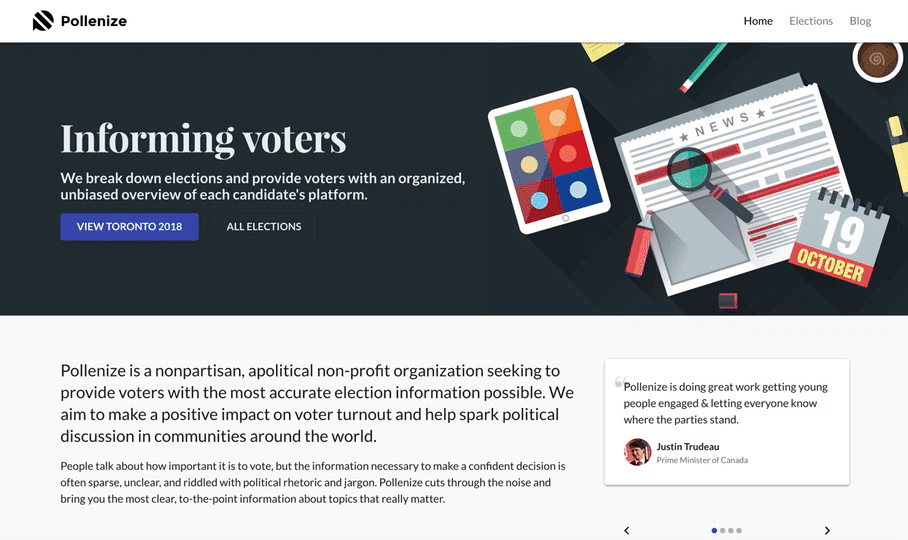 Pollenize
Home Elections Blog
Informing voters
We break down elections and provide voters with an organized,
unbiased overview of each candidate's platform.
VIEW TORONTO 2018 ALL ELECTIONS
★ NEWS ★
19
OCTOBER
Pollenize is a nonpartisan, apolitical non-profit organization seeking to
provide voters with the most accurate election information possible. We
aim to make a positive impact on voter turnout and help spark political
discussion in communities around the world.
People talk about how important it is to vote, but the information necessary to make a confident decision is
often sparse, unclear, and riddled with political rhetoric and jargon. Pollenize cuts through the noise and
bring you the most clear, to-the-point information about topics that really matter.
“Pollenize is doing great work getting young
people engaged & letting everyone know
where the parties stand.
Justin Trudeau
Prime Minister of Canada